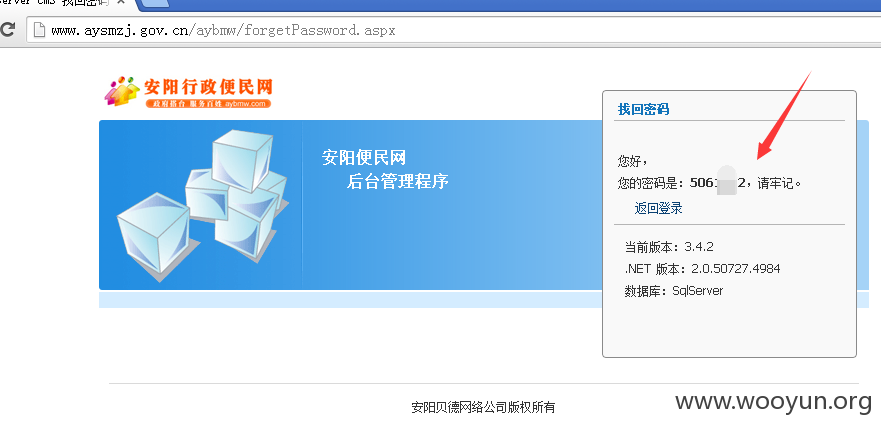 server cms 找回密码
www.aysmzj.gov.cn/aybmw/forgetPassword.aspx
安阳行政便民网
政府搭台 服务百姓 aybmw.com
安阳便民网
后台管理程序
找回密码
您好，
您的密码是：506 2，请牢记。
返回登录
当前版本：3.4.2
.NET 版本：2.0.50727.4984
数据库：SqlServer
安阳贝德网络公司版权所有
www.wooyun.org